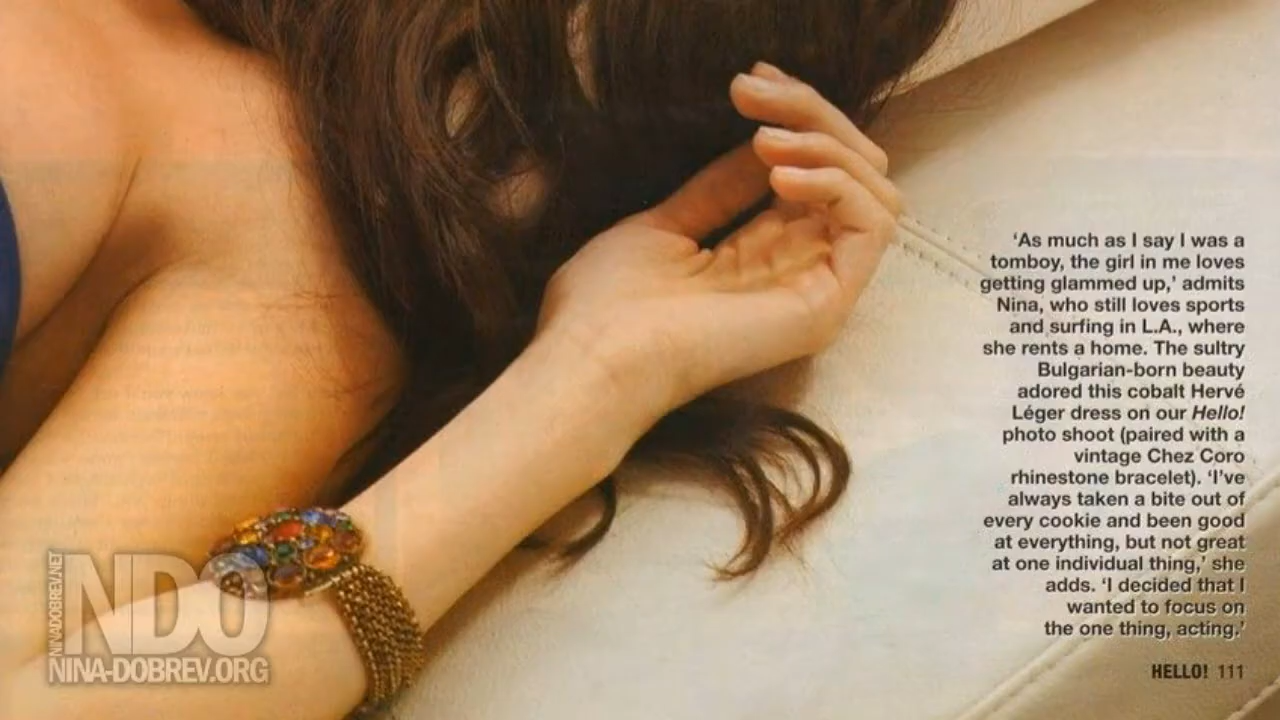 ‘As much as I say I was a
tomboy, the girl in me loves
getting glammed up,’ admits
Nina, who still loves sports
and surfing in L.A., where
she rents a home. The sultry
Bulgarian-born beauty
adored this cobalt Hervé
Léger dress on our Hello!
photo shoot (paired with a
vintage Chez Coro
rhinestone bracelet). ‘I’ve
always taken a bite out of
every cookie and been good
at everything, but not great
at one individual thing,’ she
adds. ‘I decided that I
wanted to focus on
the one thing, acting.’
HELLO! 111
NINADOBREV.NET
NDO
NINA-DOBREV.ORG